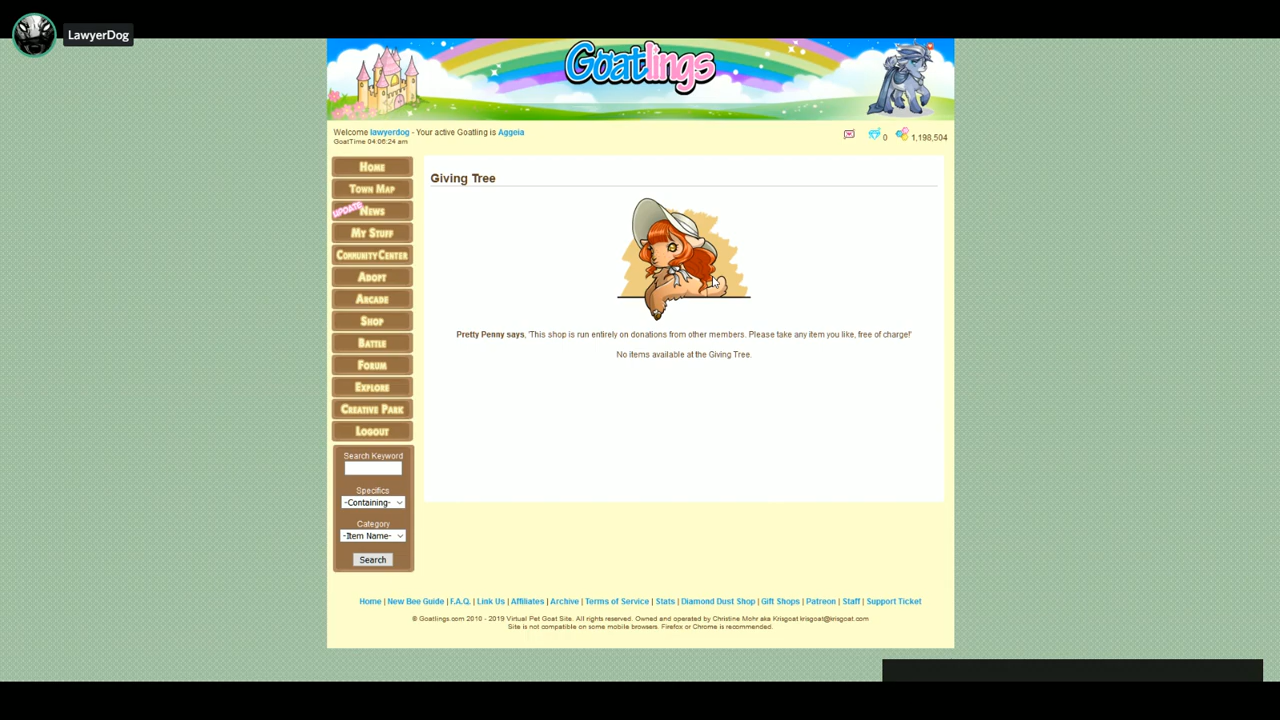 LawyerDog
Goatlings
Welcome lawyerdog - Your active Goatling is Aggeia
GoatTime 04:06:24 am
0
1,198,504
Home
Town Map
UPDATE
News
My Stuff
Community Center
Adopt
Arcade
Shop
Battle
Forum
Explore
Creative Park
Logout
Search Keyword
Specifics
-Containing-
Category
-Item Name-
Search
Giving Tree
Pretty Penny says, 'This shop is run entirely on donations from other members. Please take any item you like, free of charge!'
No items available at the Giving Tree.
Home | New Bee Guide | F.A.Q. | Link Us | Affiliates | Archive | Terms of Service | Stats | Diamond Dust Shop | Gift Shops | Patreon | Staff | Support Ticket
© Goatlings.com 2010 - 2019 Virtual Pet Goat Site. All rights reserved. Owned and operated by Christine Mohr aka Krisgoat krisgoat@krisgoat.com
Site is not compatible on some mobile browsers. Firefox or Chrome is recommended.